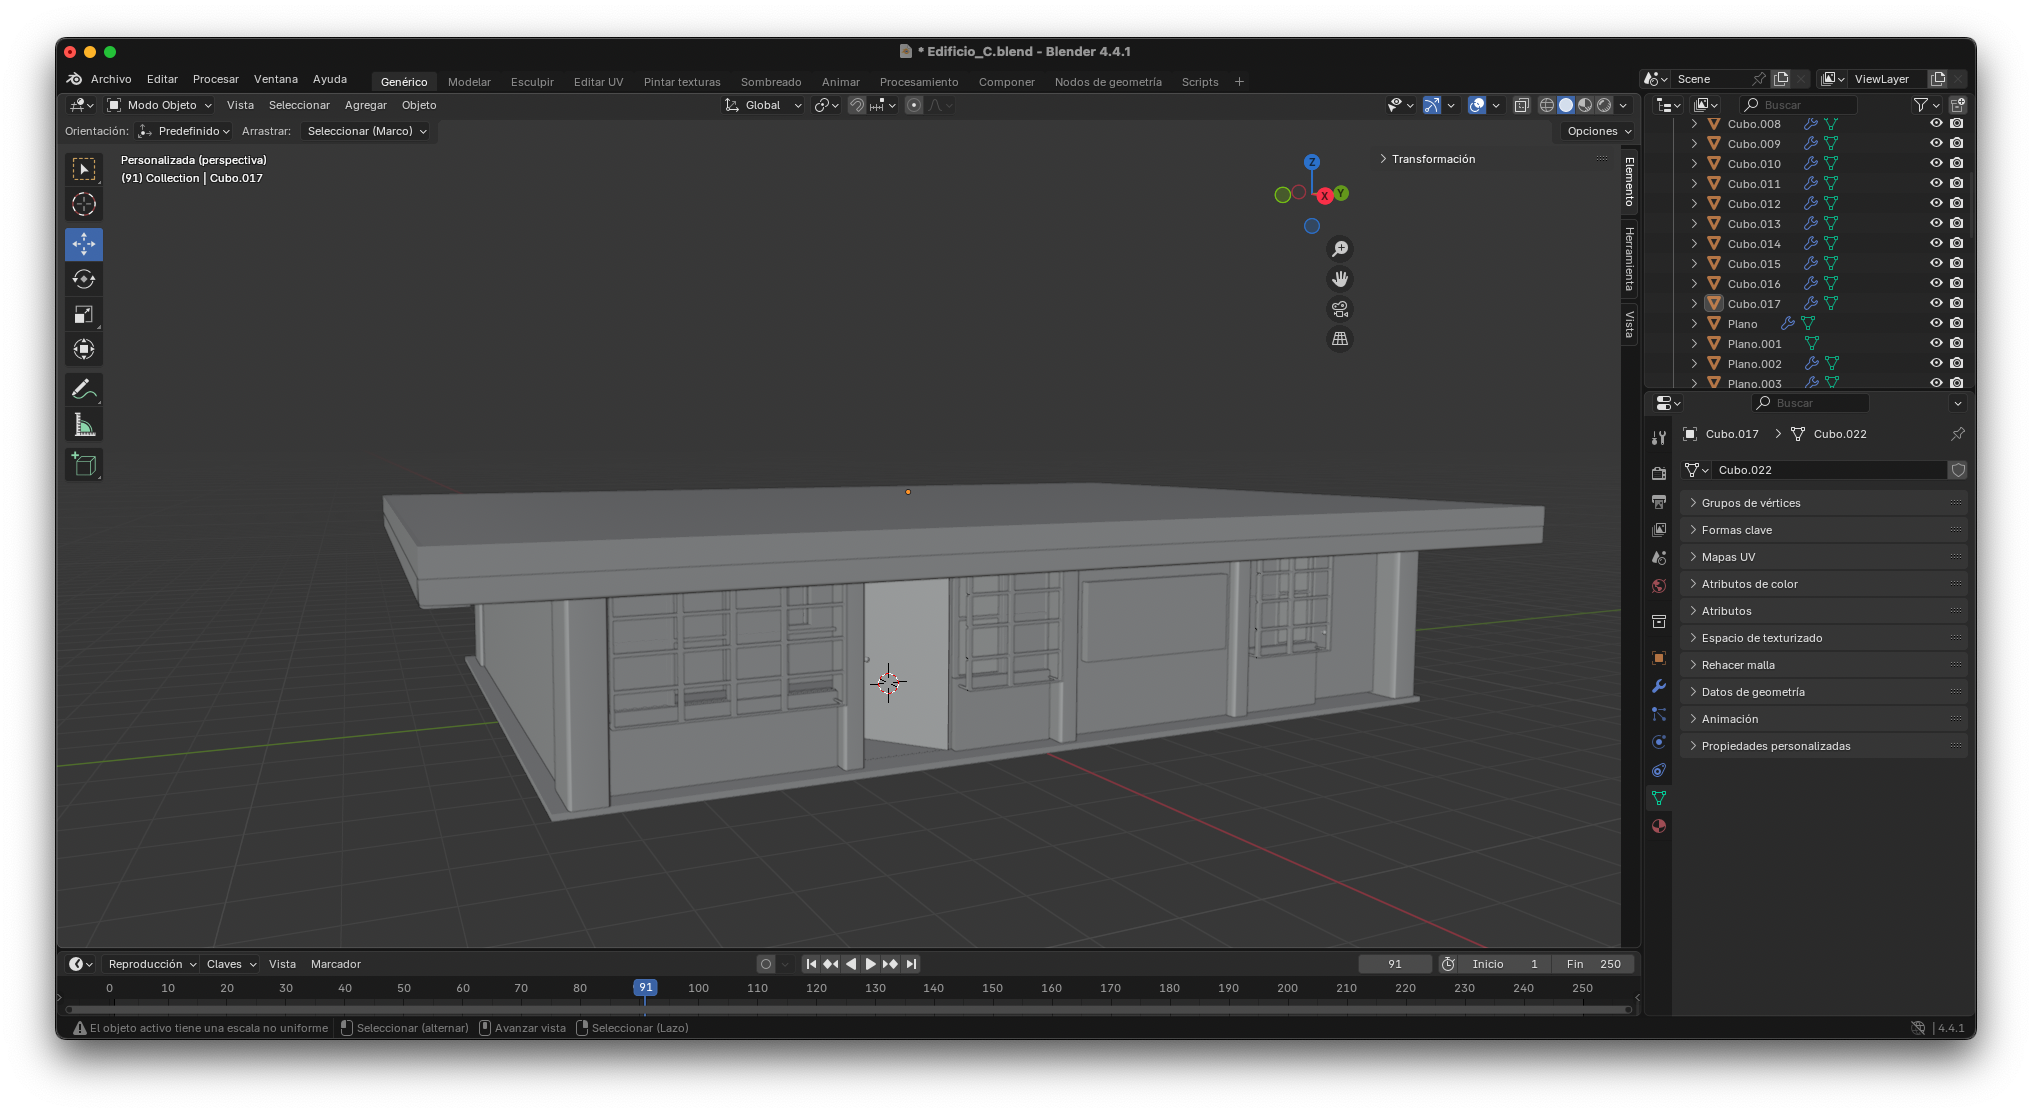 * Edificio_C.blend - Blender 4.4.1
Archivo Editar Procesar Ventana Ayuda Genérico Modelar Esculpir Editar UV Pintar texturas Sombreado Animar Procesamiento Componer Nodos de geometría Scripts + Scene ViewLayer
Modo Objeto Vista Seleccionar Agregar Objeto Global Buscar
Orientación: Predefinido Arrastrar: Seleccionar (Marco) Opciones
Personalizada (perspectiva)
(91) Collection | Cubo.017
Z
X
Y
Transformación
Elemento
Herramienta
Vista
Cubo.008
Cubo.009
Cubo.010
Cubo.011
Cubo.012
Cubo.013
Cubo.014
Cubo.015
Cubo.016
Cubo.017
Plano
Plano.001
Plano.002
Plano.003
Buscar
Cubo.017 > Cubo.022
Cubo.022
Grupos de vértices
Formas clave
Mapas UV
Atributos de color
Atributos
Espacio de texturizado
Rehacer malla
Datos de geometría
Animación
Propiedades personalizadas
Reproducción Claves Vista Marcador 91 Inicio 1 Fin 250
0 10 20 30 40 50 60 70 80 91 100 110 120 130 140 150 160 170 180 190 200 210 220 230 240 250
El objeto activo tiene una escala no uniforme Seleccionar (alternar) Avanzar vista Seleccionar (Lazo) 4.4.1